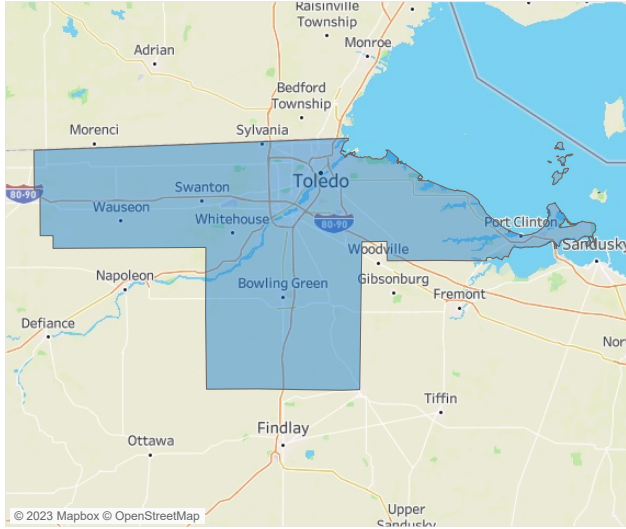 Raisinville
Township
Adrian
Monroe
Bedford
Township
Morenci
Sylvania
Toledo
80-90
Swanton
Wauseon
Whitehouse
80-90
Port Clinton
Sandusky
Woodville
Napoleon
Bowling Green
Gibsonburg
Fremont
Defiance
Nor
Tiffin
Findlay
Ottawa
Upper
Sandusky
© 2023 Mapbox © OpenStreetMap